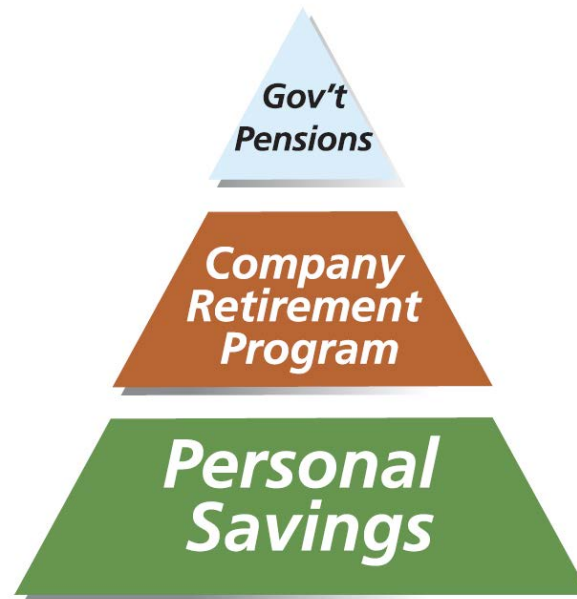 Gov't
Pensions
Company
Retirement
Program
Personal
Savings